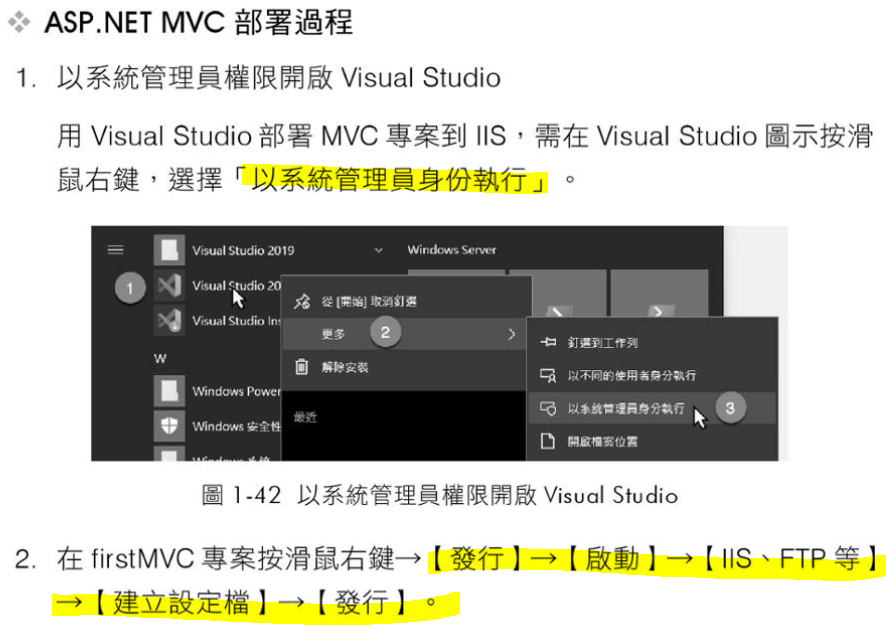 ❖ ASP.NET MVC 部署過程
1. 以系統管理員權限開啟 Visual Studio
用 Visual Studio 部署 MVC 專案到 IIS，需在 Visual Studio 圖示按滑
鼠右鍵，選擇「以系統管理員身份執行」。
Visual Studio 2019
Windows Server
1
Visual Studio 20
從 [開始] 取消釘選
Visual Studio Ins
更多
2
釘選到工作列
W
解除安裝
以不同的使用者身分執行
Windows Power
以系統管理員身分執行
3
最近
Windows 安全性
開啟檔案位置
圖 1-42 以系統管理員權限開啟 Visual Studio
2. 在 firstMVC 專案按滑鼠右鍵→【發行】→【啟動】→【IIS、FTP 等】
→【建立設定檔】→【發行】。